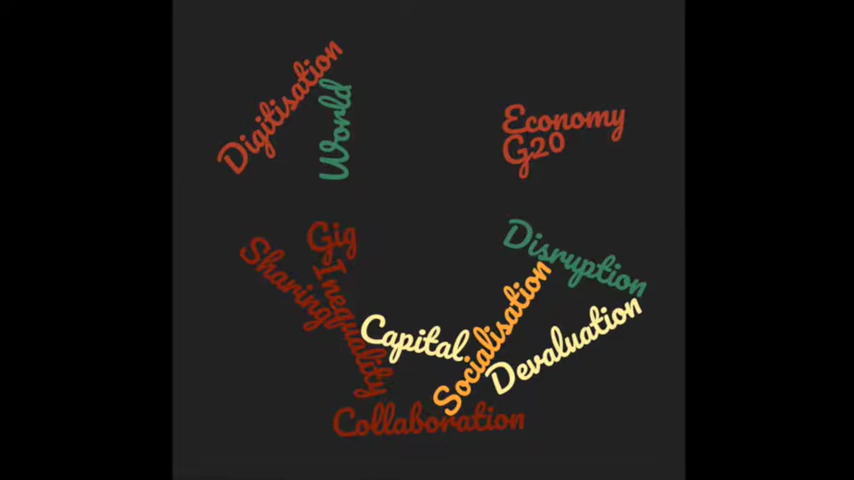 Digitisation
World
Economy
G20
Gig
Sharing
Inequality
Disruption
Capital
Socialisation
Devaluation
Collaboration